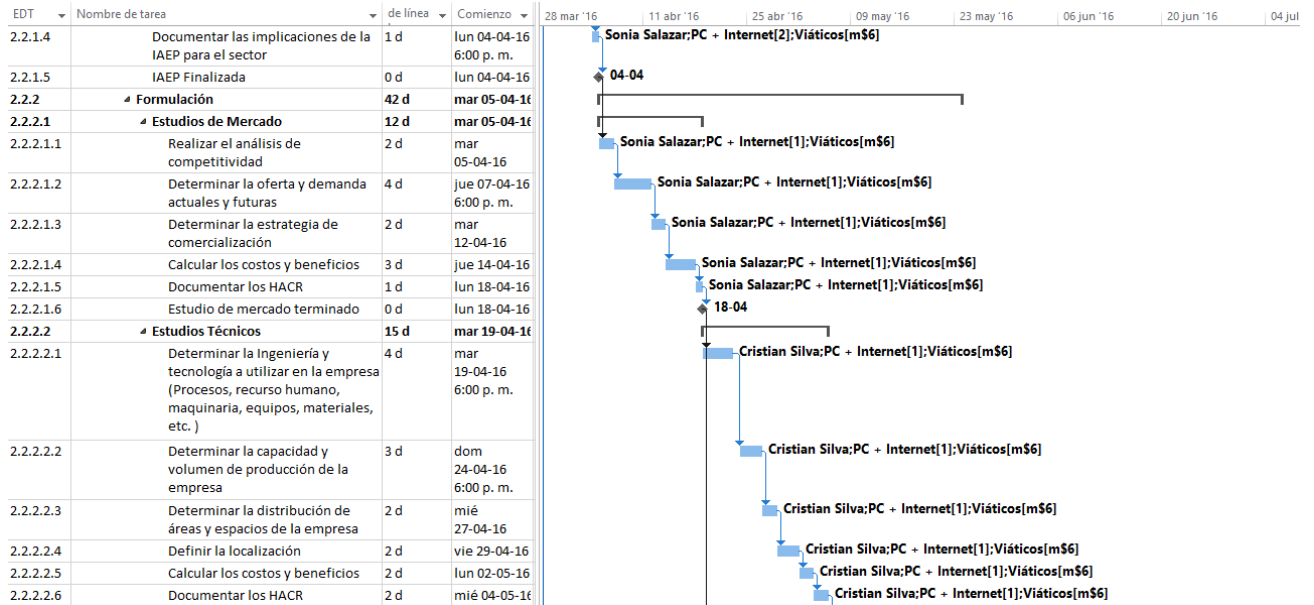 EDT Nombre de tarea de línea Comienzo 28 mar '16 11 abr '16 25 abr '16 09 may '16 23 may '16 06 jun '16 20 jun '16 04 jul
2.2.1.4 Documentar las implicaciones de la 1 d lun 04-04-16 Sonia Salazar;PC + Internet[2];Viáticos[m$6]
IAEP para el sector 6:00 p. m.
2.2.1.5 IAEP Finalizada 0 d lun 04-04-16 04-04
2.2.2 Formulación 42 d mar 05-04-16
2.2.2.1 Estudios de Mercado 12 d mar 05-04-16
2.2.2.1.1 Realizar el análisis de 2 d mar Sonia Salazar;PC + Internet[1];Viáticos[m$6]
competitividad 05-04-16
2.2.2.1.2 Determinar la oferta y demanda 4 d jue 07-04-16 Sonia Salazar;PC + Internet[1];Viáticos[m$6]
actuales y futuras 6:00 p. m.
2.2.2.1.3 Determinar la estrategia de 2 d mar Sonia Salazar;PC + Internet[1];Viáticos[m$6]
comercialización 12-04-16
2.2.2.1.4 Calcular los costos y beneficios 3 d jue 14-04-16 Sonia Salazar;PC + Internet[1];Viáticos[m$6]
2.2.2.1.5 Documentar los HACR 1 d lun 18-04-16 Sonia Salazar;PC + Internet[1];Viáticos[m$6]
2.2.2.1.6 Estudio de mercado terminado 0 d lun 18-04-16 18-04
2.2.2.2 Estudios Técnicos 15 d mar 19-04-16
2.2.2.2.1 Determinar la Ingeniería y 4 d mar Cristian Silva;PC + Internet[1];Viáticos[m$6]
tecnología a utilizar en la empresa 19-04-16
(Procesos, recurso humano, 6:00 p. m.
maquinaria, equipos, materiales,
etc. )
2.2.2.2.2 Determinar la capacidad y 3 d dom Cristian Silva;PC + Internet[1];Viáticos[m$6]
volumen de producción de la 24-04-16
empresa 6:00 p. m.
2.2.2.2.3 Determinar la distribución de 2 d mié Cristian Silva;PC + Internet[1];Viáticos[m$6]
áreas y espacios de la empresa 27-04-16
2.2.2.2.4 Definir la localización 2 d vie 29-04-16 Cristian Silva;PC + Internet[1];Viáticos[m$6]
2.2.2.2.5 Calcular los costos y beneficios 2 d lun 02-05-16 Cristian Silva;PC + Internet[1];Viáticos[m$6]
2.2.2.2.6 Documentar los HACR 2 d mié 04-05-16 Cristian Silva;PC + Internet[1];Viáticos[m$6]